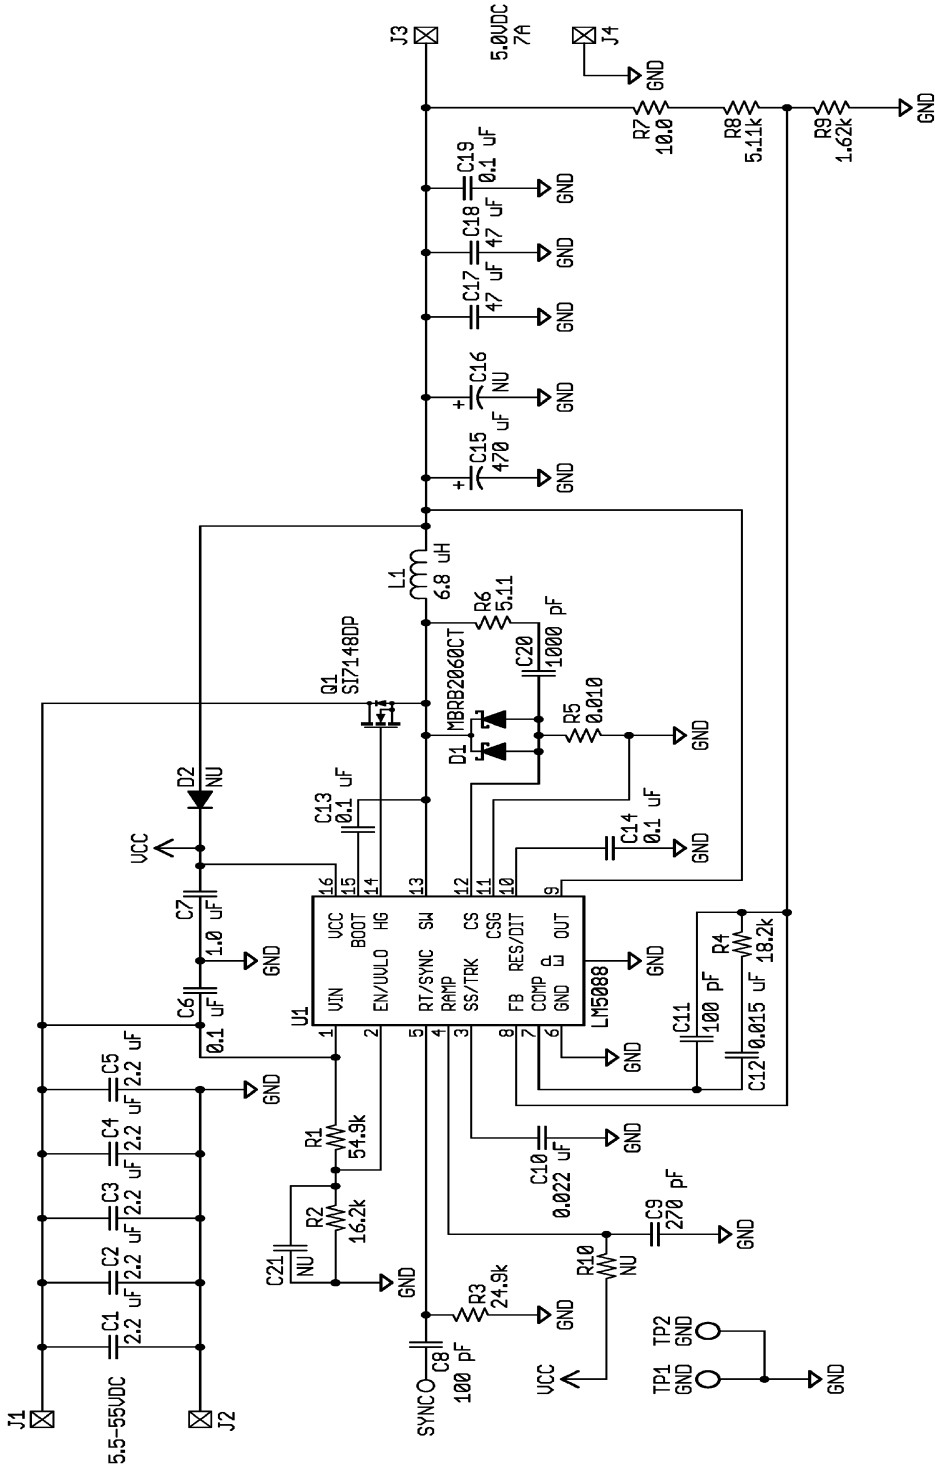 J1
5.5-55VDC
J2
C1
2.2 uF
C2
2.2 uF
C3
2.2 uF
C4
2.2 uF
C5
2.2 uF
GND
C6
0.1 uF
GND
C7
1.0 uF
VCC
D2
NU
C21
NU
R2
16.2k
GND
R1
54.9k
U1
LM5088
1
VIN
2
EN/UVLO
5
RT/SYNC
4
RAMP
3
SS/TRK
8
FB
7
COMP
6
GND
EP
16
VCC
15
BOOT
14
HG
13
SW
12
CS
11
CSG
10
RES/DIT
9
OUT
GND
GND
C13
0.1 uF
Q1
SI7148DP
L1
6.8 uH
R6
5.11
C20
1000 pF
D1
MBRB2060CT
R5
0.010
GND
C14
0.1 uF
GND
C15
470 uF
+
GND
C16
NU
+
GND
C17
47 uF
GND
C18
47 uF
GND
C19
0.1 uF
GND
J3
5.0VDC
7A
J4
GND
R7
10.0
R8
5.11k
R9
1.62k
GND
SYNC
C8
100 pF
R3
24.9k
GND
VCC
R10
NU
C9
270 pF
GND
C10
0.022 uF
GND
C11
100 pF
C12
0.015 uF
R4
18.2k
TP1
GND
TP2
GND
GND